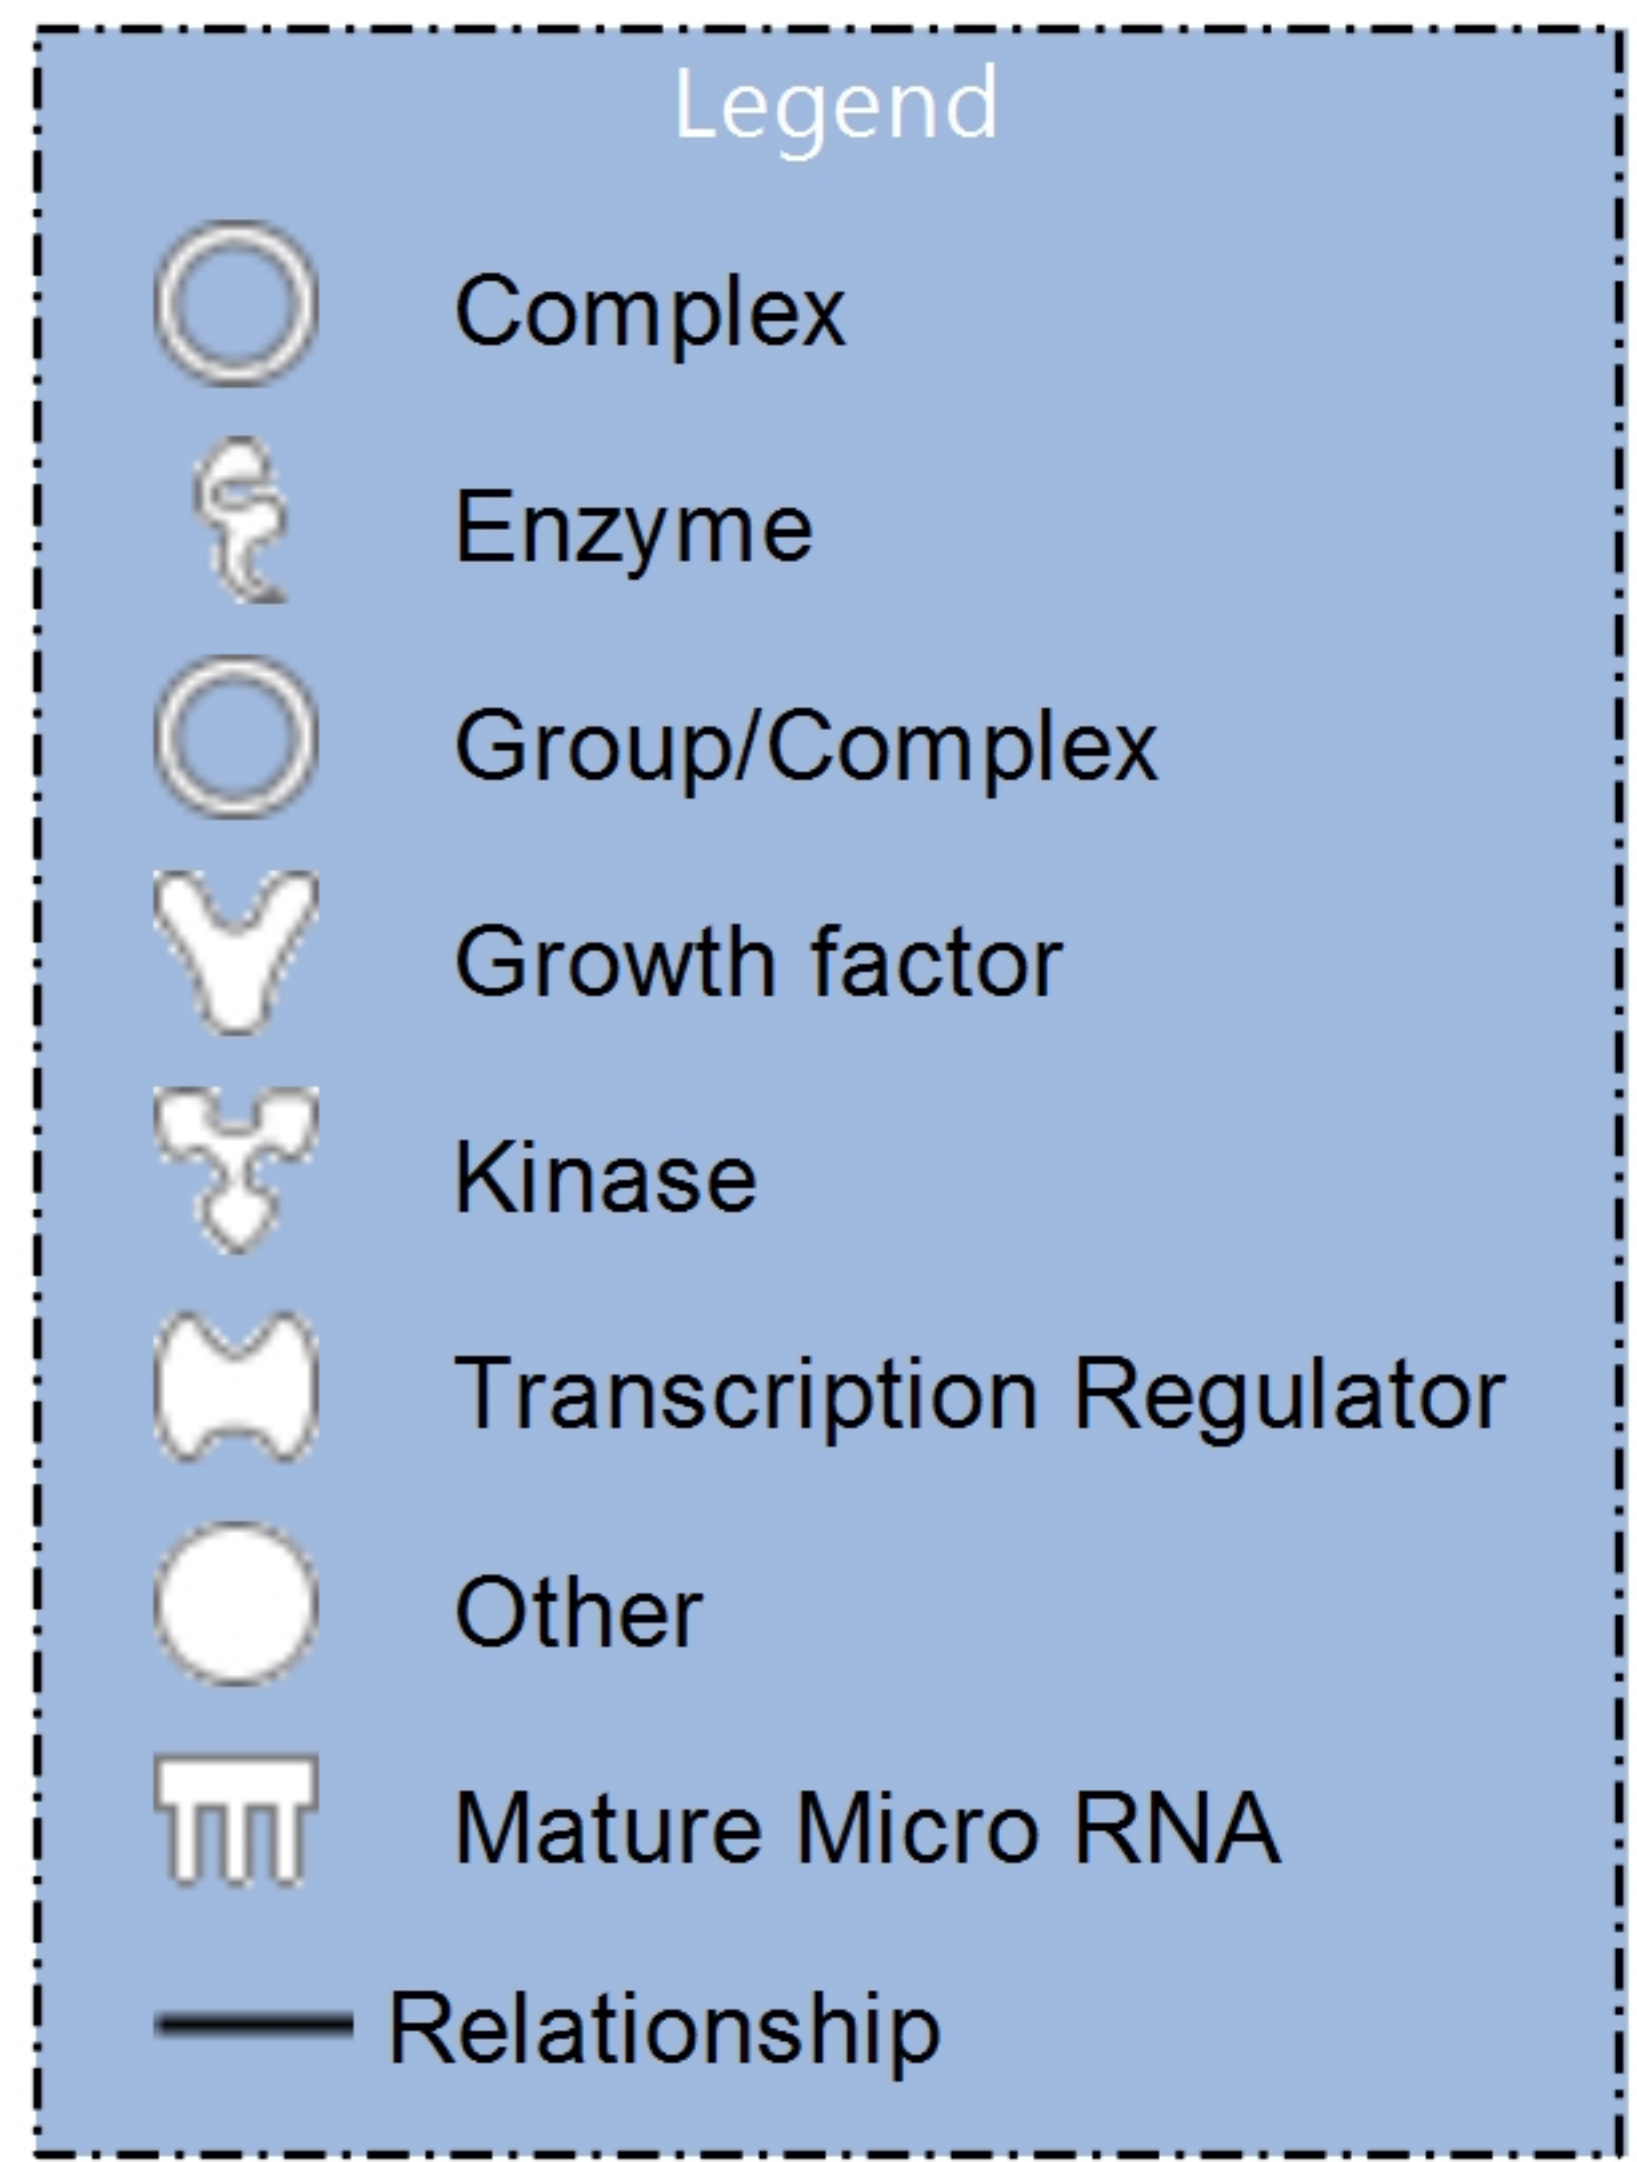 Legend
Complex
Enzyme
Group/Complex
Growth factor
Kinase
Transcription Regulator
Other
Mature Micro RNA
Relationship